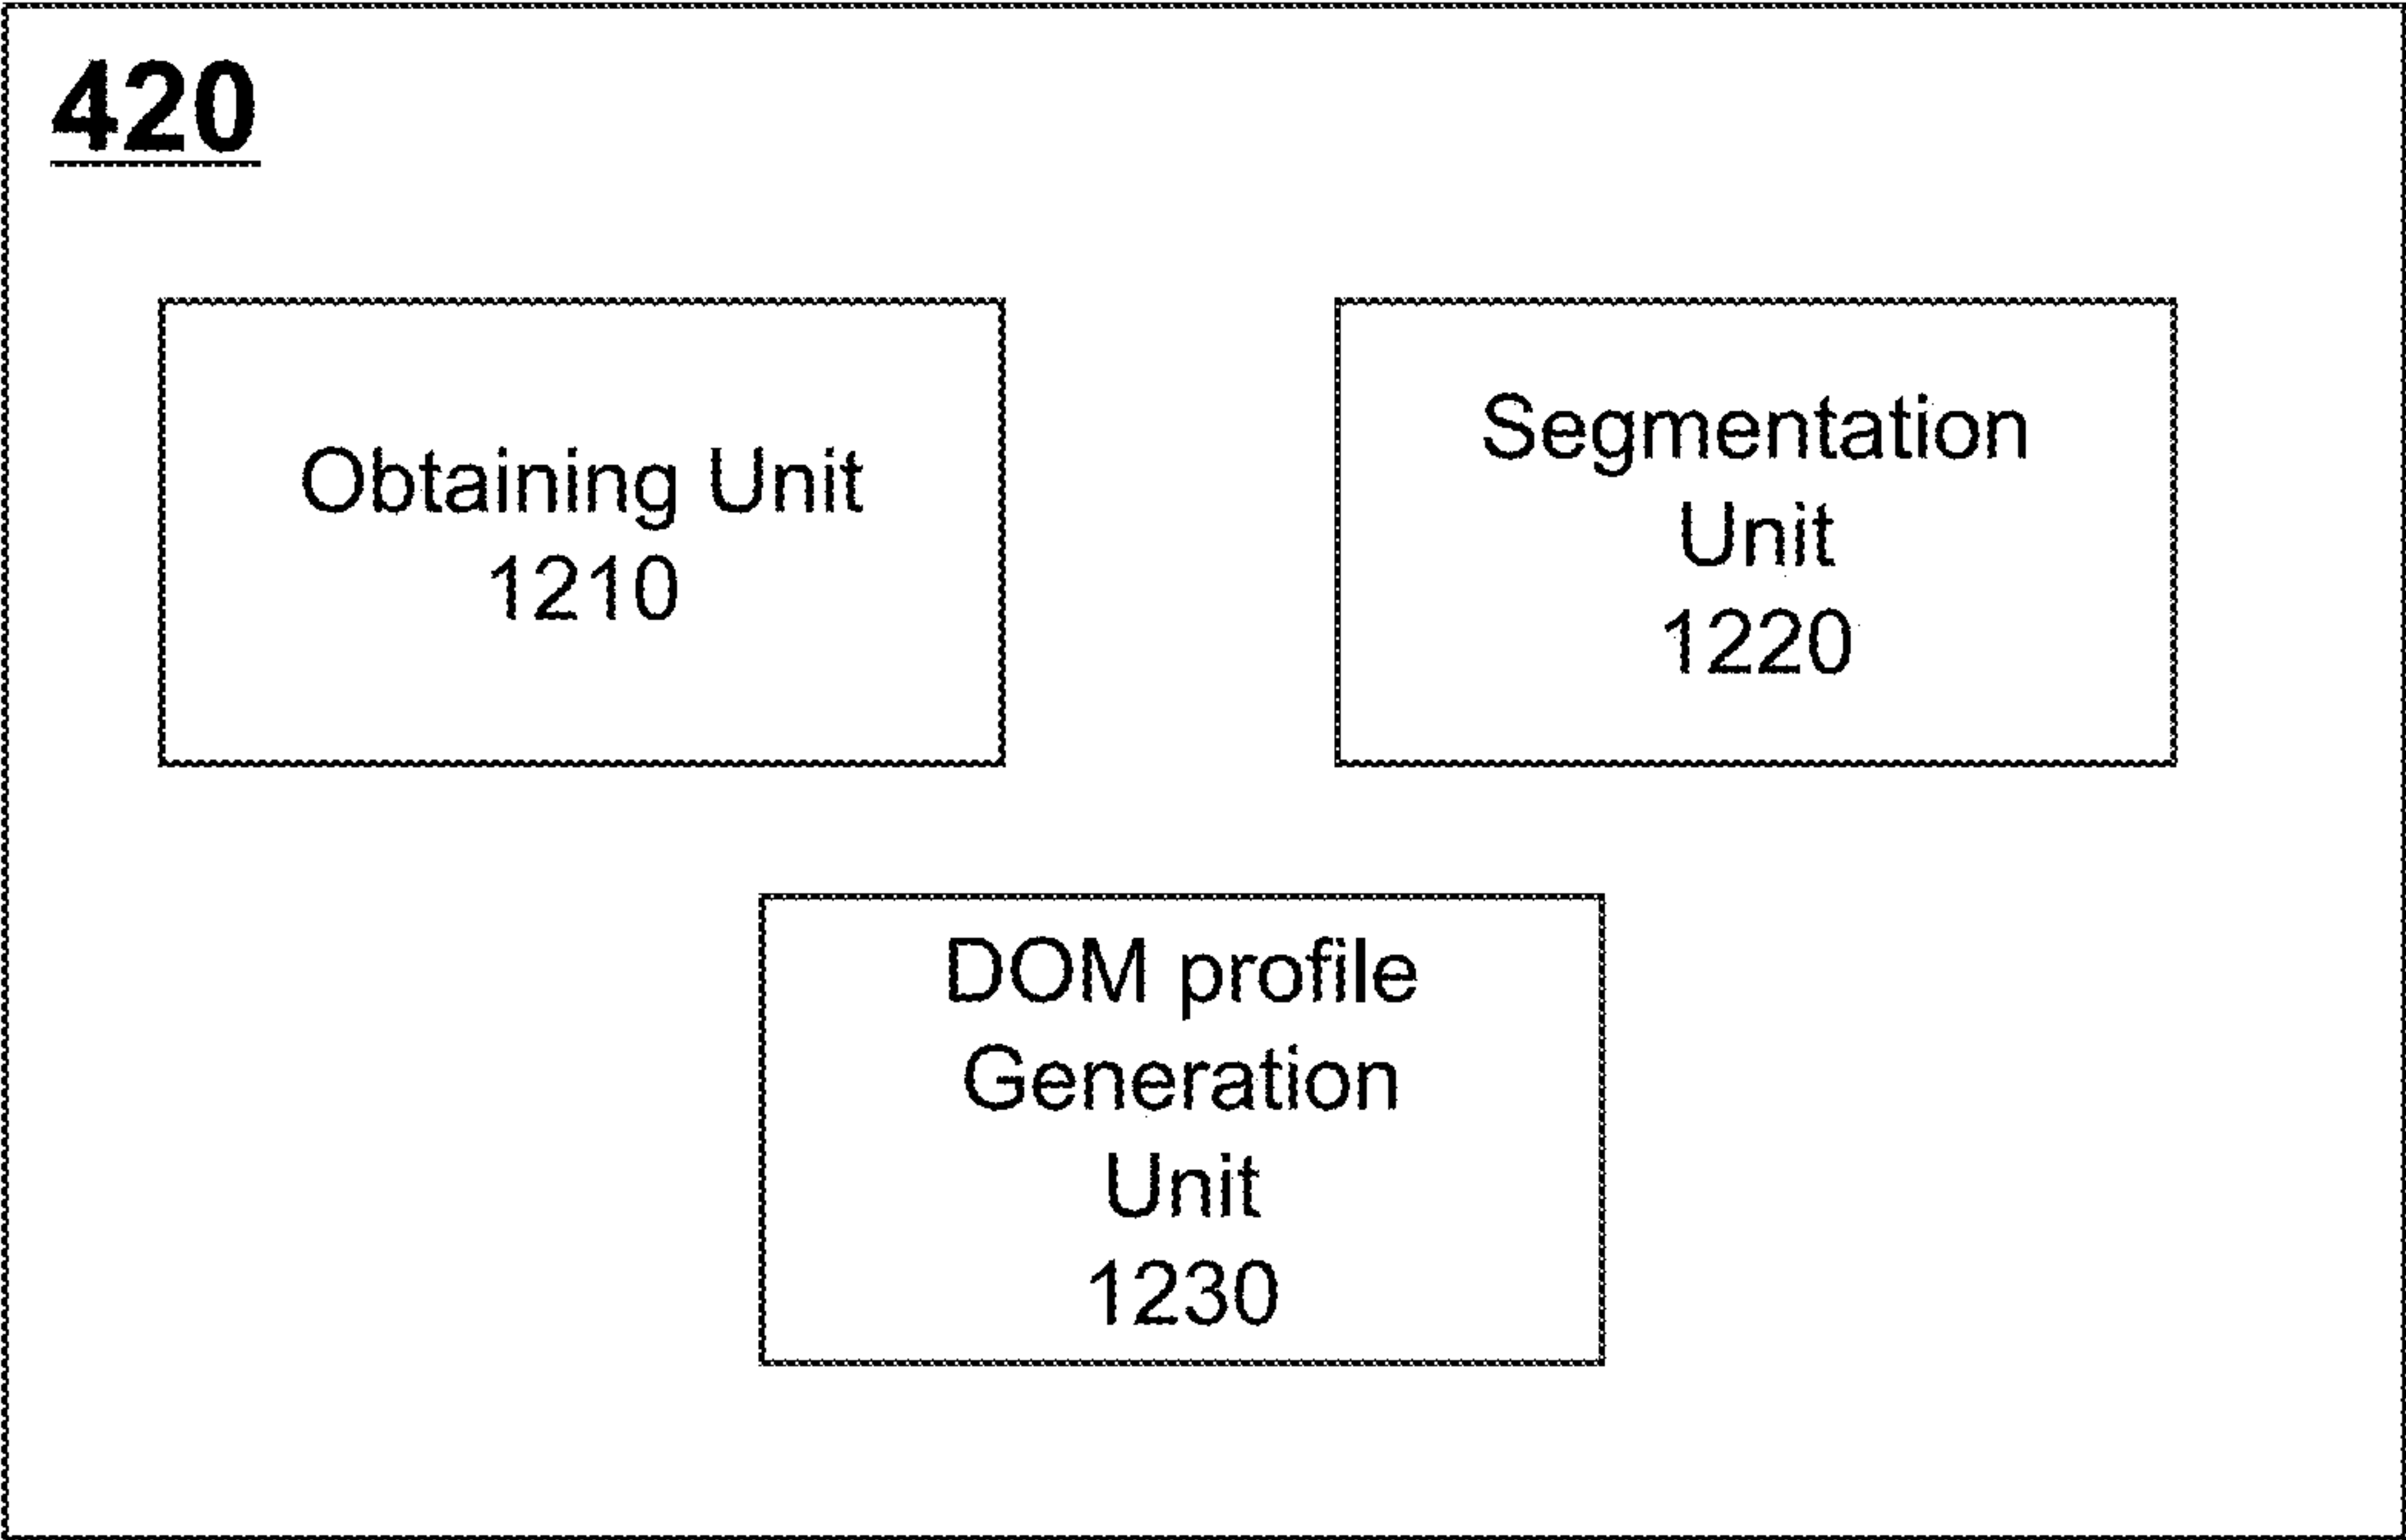 420
Obtaining Unit
1210
Segmentation
Unit
1220
DOM profile
Generation
Unit
1230